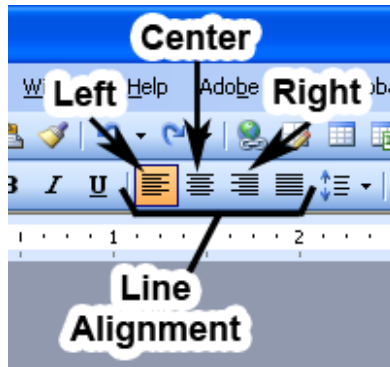 Center
Help Adobe
Left Right
B I U
1 2
Line
Alignment